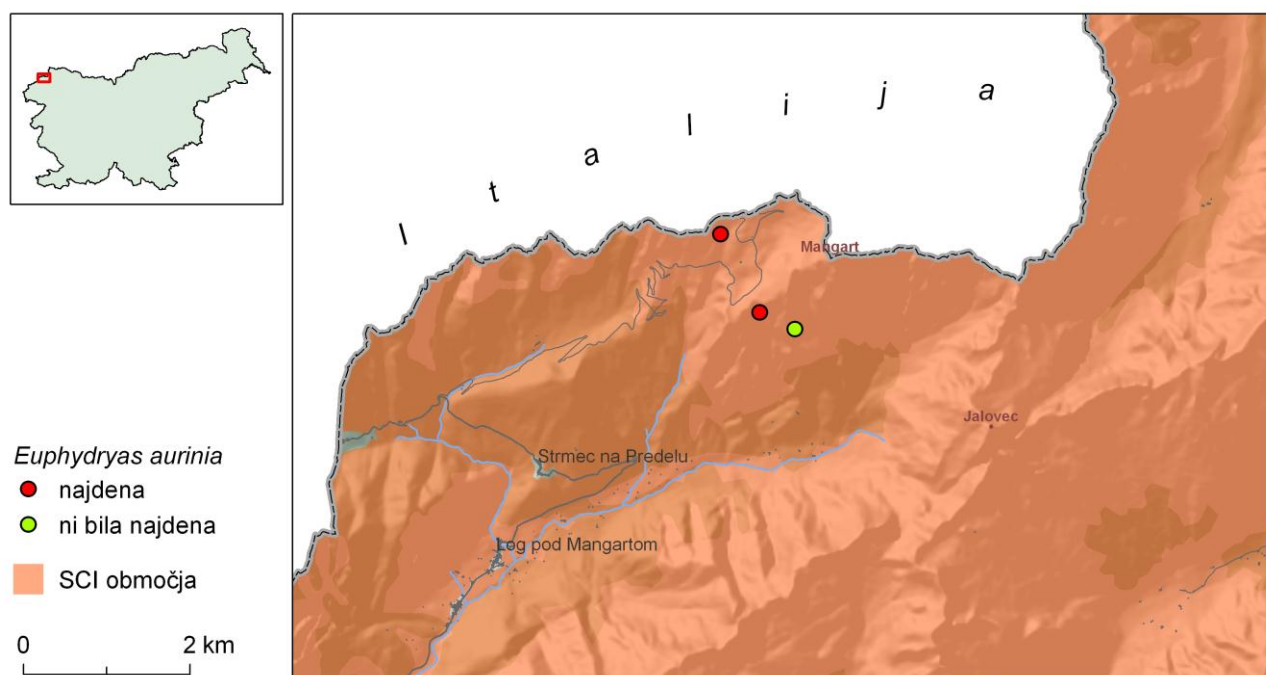 Italija
Mangart
Jalovec
Strmec na Predelu
Log pod Mangartom
Euphydryas aurinia
najdena
ni bila najdena
SCI območja
0 2 km